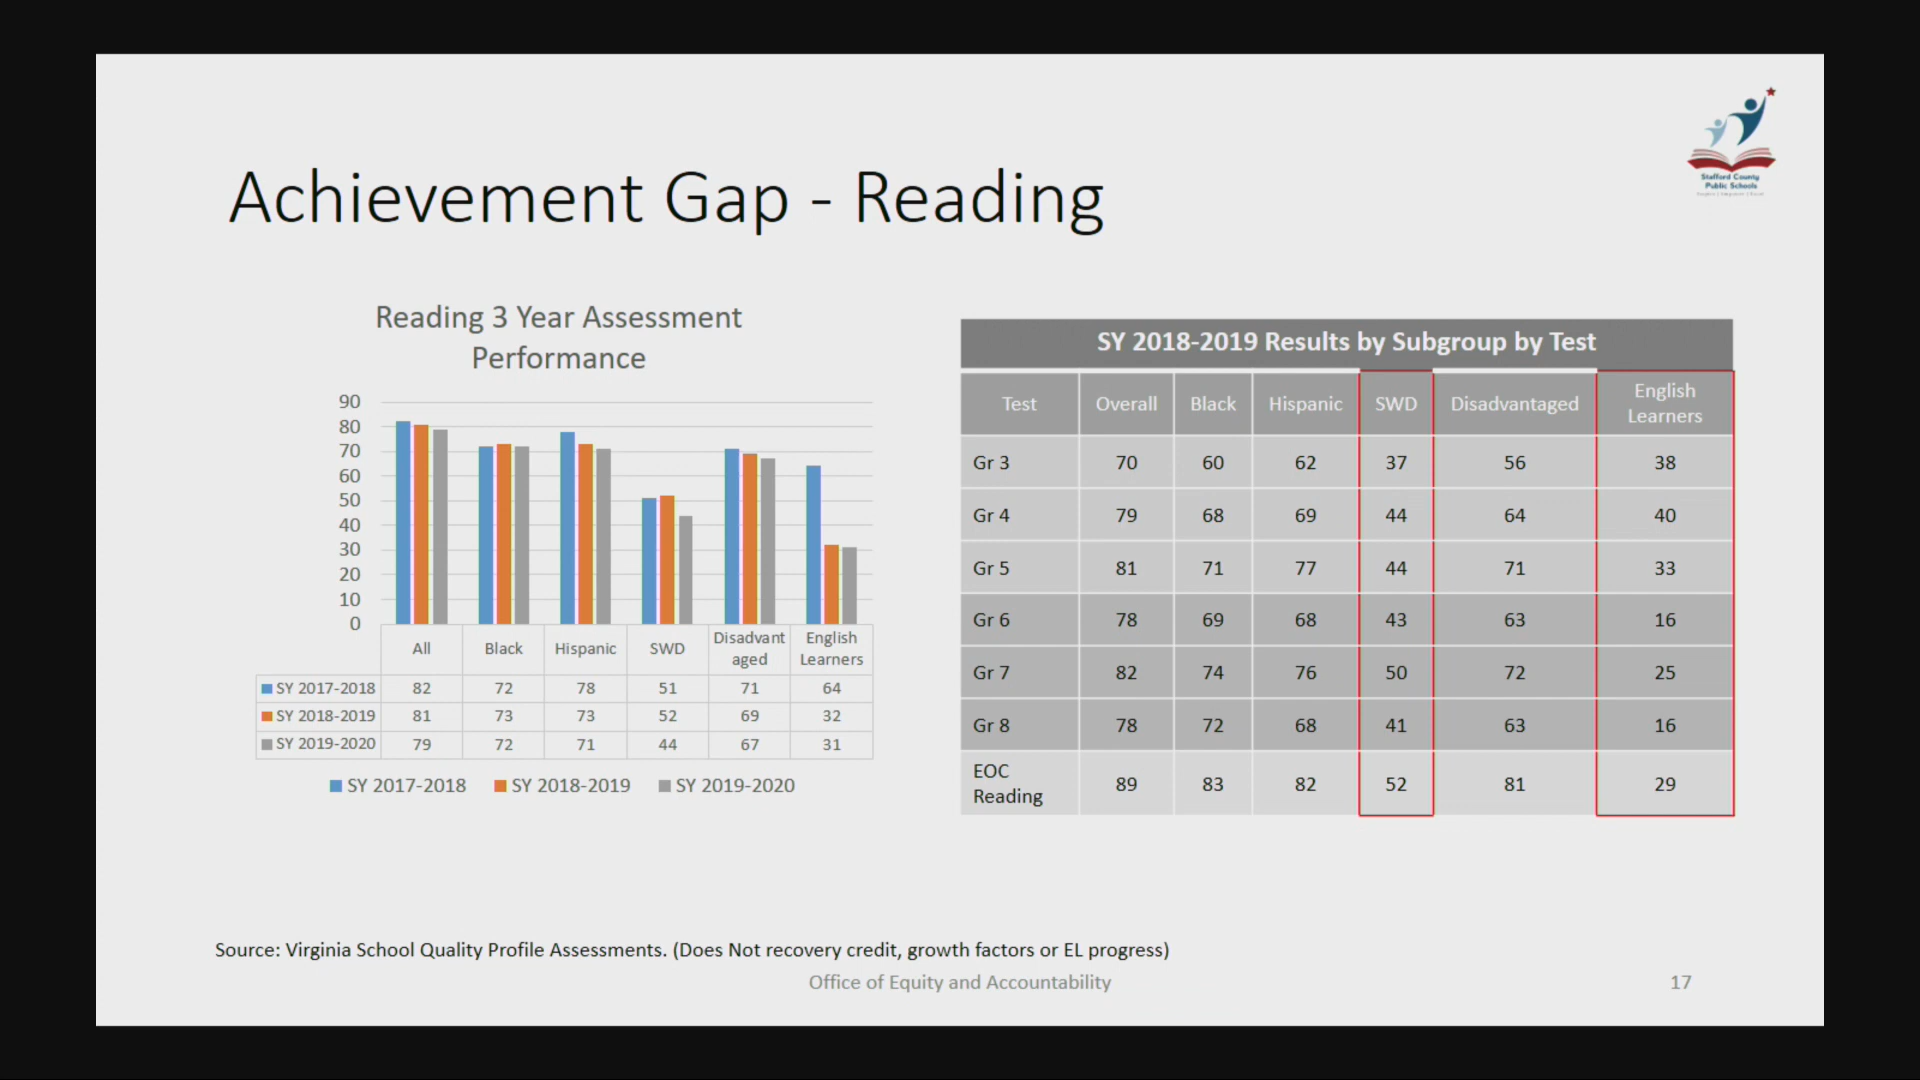 Stafford County
Public Schools
Achievement Gap - Reading
Reading 3 Year Assessment
Performance
90
80
70
60
50
40
30
20
10
0
All Black Hispanic SWD Disadvant aged English Learners
SY 2017-2018 82 72 78 51 71 64
SY 2018-2019 81 73 73 52 69 32
SY 2019-2020 79 72 71 44 67 31
SY 2017-2018 SY 2018-2019 SY 2019-2020
SY 2018-2019 Results by Subgroup by Test
Test Overall Black Hispanic SWD Disadvantaged English Learners
Gr 3 70 60 62 37 56 38
Gr 4 79 68 69 44 64 40
Gr 5 81 71 77 44 71 33
Gr 6 78 69 68 43 63 16
Gr 7 82 74 76 50 72 25
Gr 8 78 72 68 41 63 16
EOC Reading 89 83 82 52 81 29
Source: Virginia School Quality Profile Assessments. (Does Not recovery credit, growth factors or EL progress)
Office of Equity and Accountability
17